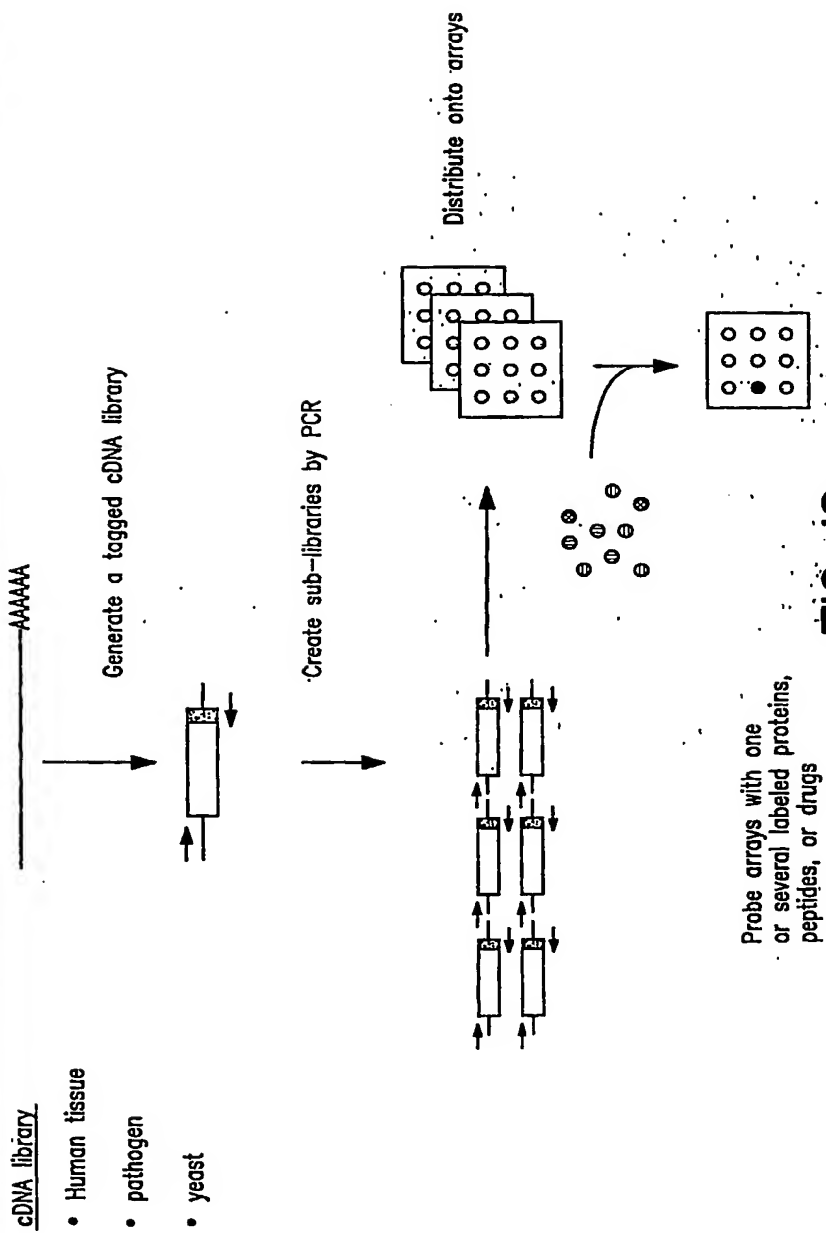 cDNA library
• Human tissue
• pathogen
• yeast
AAAAAA
Generate a tagged cDNA library
Create sub-libraries by PCR
Distribute onto arrays
Probe arrays with one
or several labeled proteins,
peptides, or drugs